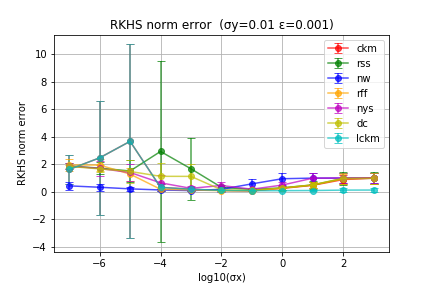 RKHS norm error (σy=0.01 ε=0.001)
RKHS norm error
10
8
6
4
2
0
−2
−4
−6
−4
−2
0
2
log10(σx)
ckm
rss
nw
rff
nys
dc
lckm